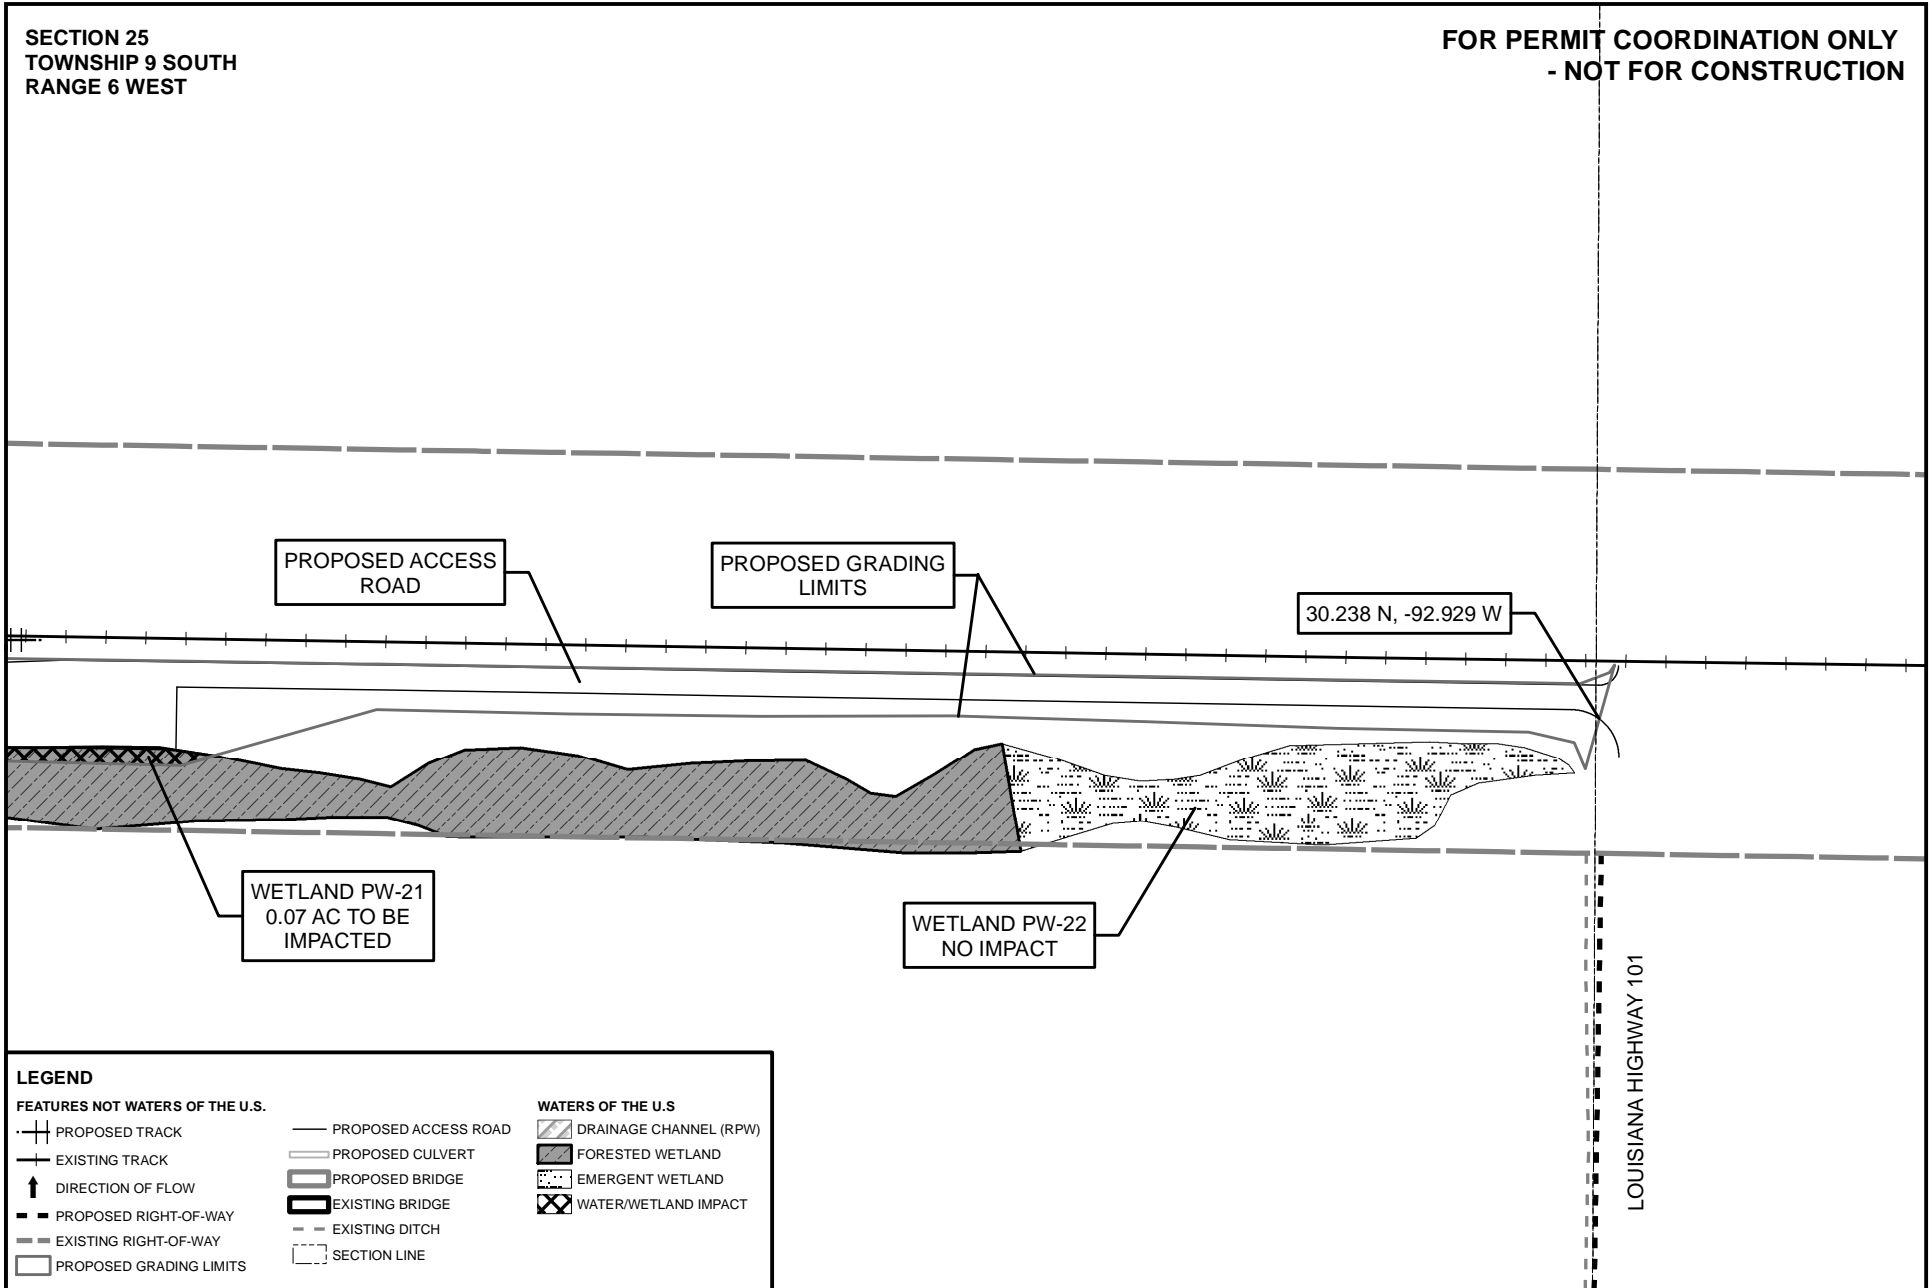 SECTION 25
TOWNSHIP 9 SOUTH
RANGE 6 WEST
FOR PERMIT COORDINATION ONLY
- NOT FOR CONSTRUCTION
PROPOSED ACCESS
ROAD
PROPOSED GRADING
LIMITS
30.238 N, -92.929 W
WETLAND PW-21
0.07 AC TO BE
IMPACTED
WETLAND PW-22
NO IMPACT
LOUISIANA HIGHWAY 101
LEGEND
FEATURES NOT WATERS OF THE U.S.
PROPOSED TRACK
EXISTING TRACK
DIRECTION OF FLOW
PROPOSED RIGHT-OF-WAY
EXISTING RIGHT-OF-WAY
PROPOSED GRADING LIMITS
PROPOSED ACCESS ROAD
PROPOSED CULVERT
PROPOSED BRIDGE
EXISTING BRIDGE
EXISTING DITCH
SECTION LINE
WATERS OF THE U.S
DRAINAGE CHANNEL (RPW)
FORESTED WETLAND
EMERGENT WETLAND
WATER/WETLAND IMPACT